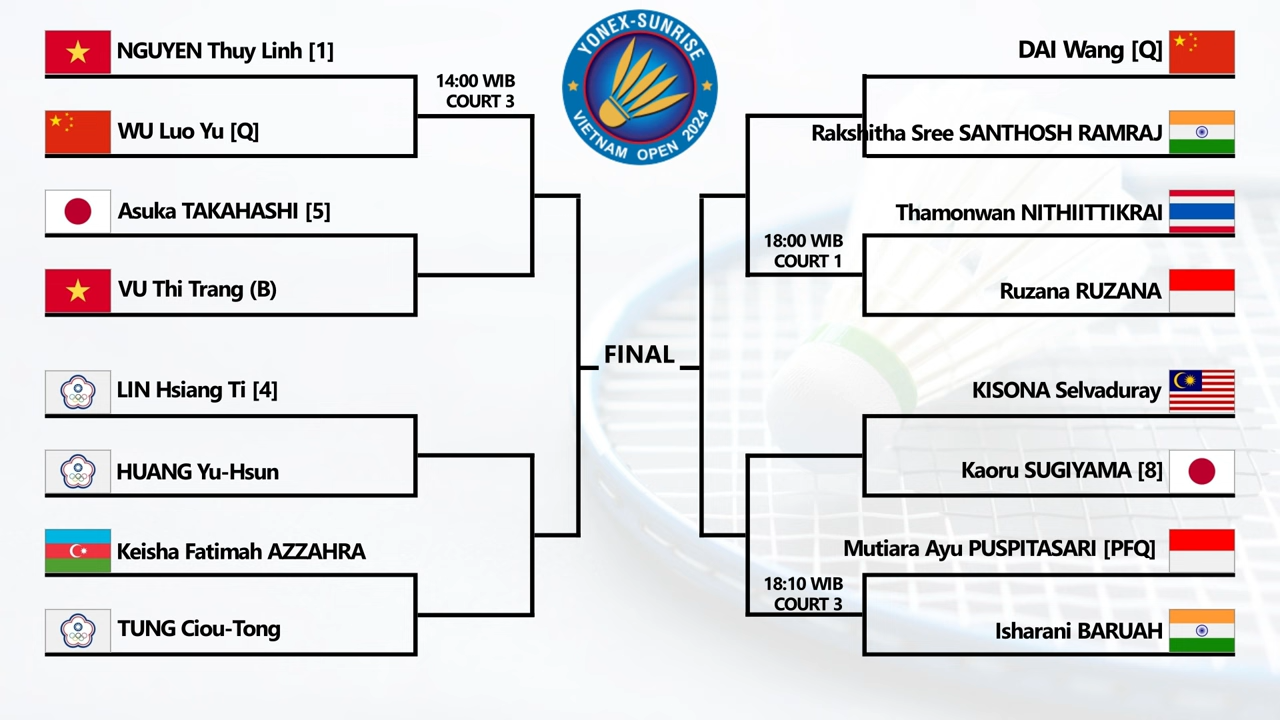 NGUYEN Thuy Linh [1]
WU Luo Yu [Q]
14:00 WIB
COURT 3
Asuka TAKAHASHI [5]
VU Thi Trang (B)
LIN Hsiang Ti [4]
HUANG Yu-Hsun
Keisha Fatimah AZZAHRA
TUNG Ciou-Tong
YONEX-SUNRISE
VIETNAM OPEN 2024
FINAL
DAI Wang [Q]
Rakshitha Sree SANTHOSH RAMRAJ
Thamonwan NITHIITTIKRAI
18:00 WIB
COURT 1
Ruzana RUZANA
KISONA Selvaduray
Kaoru SUGIYAMA [8]
Mutiara Ayu PUSPITASARI [PFQ]
18:10 WIB
COURT 3
Isharani BARUAH